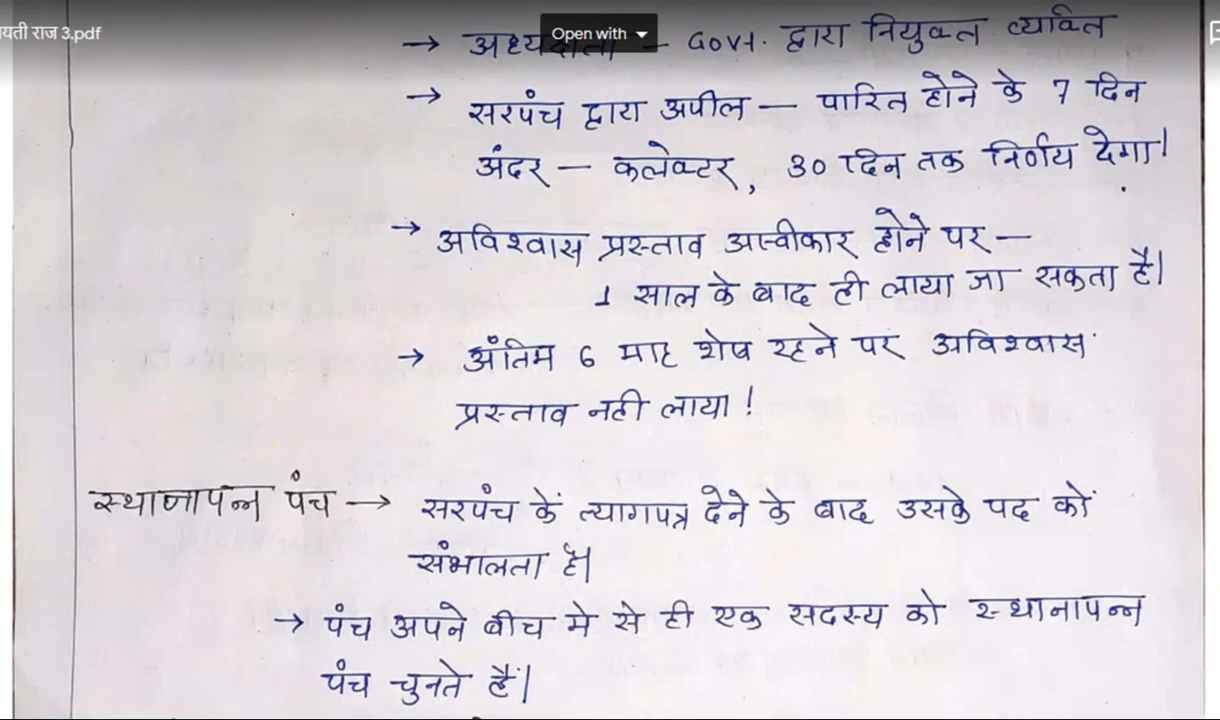 यती राज 3.pdf
Open with
→ अध्यक्षता - Govt. द्वारा नियुक्त व्यक्ति
→ सरपंच द्वारा अपील — पारित होने के 7 दिन
अंदर - कलेक्टर, 30 दिन तक निर्णय देगा।
→ अविश्वास प्रस्ताव अस्वीकार होने पर —
1 साल के बाद ही लाया जा सकता है।
→ अंतिम 6 माह शेष रहने पर अविश्वास
प्रस्ताव नही लाया !
स्थानापन्न पंच → सरपंच के त्यागपत्र देने के बाद उसके पद को
संभालता है।
→ पंच अपने बीच मे से ही एक सदस्य को स्थानापन्न
पंच चुनते हैं।